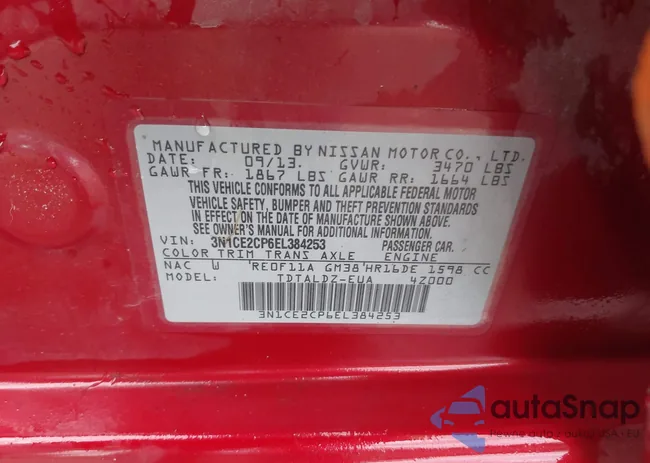 MANUFACTURED BY NISSAN MOTOR CO., LTD.
DATE: 09/13. GVWR: 3470 LBS
GAWR FR: 1867 LBS GAWR RR: 1664 LBS
THIS VEHICLE CONFORMS TO ALL APPLICABLE FEDERAL MOTOR
VEHICLE SAFETY, BUMPER AND THEFT PREVENTION STANDARDS
IN EFFECT ON THE DATE OF MANUFACTURE SHOWN ABOVE.
SEE OWNER'S MANUAL FOR ADDITIONAL INFORMATION.
VIN: 3N1CE2CP6EL384253 PASSENGER CAR.
COLOR TRIM TRANS AXLE ENGINE
NAC W 'RE0F11A GM38'HR16DE 1598 CC
MODEL: TDTALDZ-EUA 4Z000
3N1CE2CP6EL384253
autoSnap